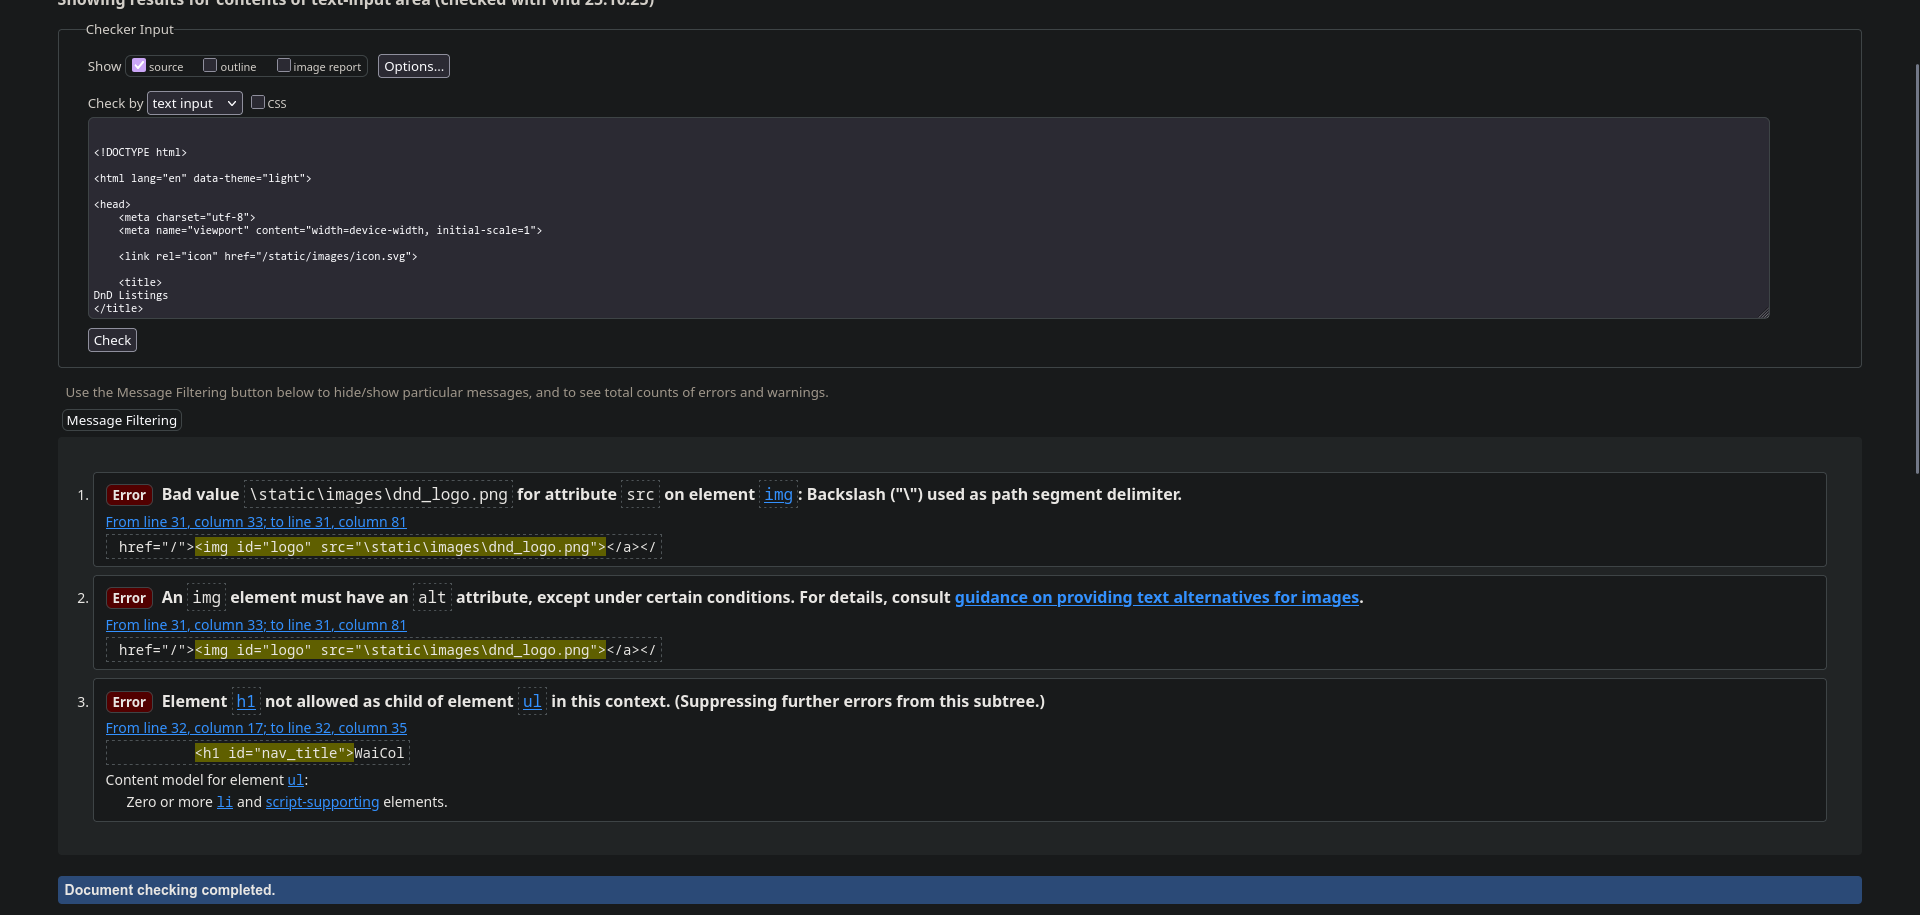 Showing results for contents of text-input area (checked with vnu 25.10.25)
Checker Input
Show source outline image report Options...
Check by text input CSS
<!DOCTYPE html>
<html lang="en" data-theme="light">
<head>
<meta charset="utf-8">
<meta name="viewport" content="width=device-width, initial-scale=1">
<link rel="icon" href="/static/images/icon.svg">
<title>
DnD Listings
</title>
Check
Use the Message Filtering button below to hide/show particular messages, and to see total counts of errors and warnings.
Message Filtering
1. Error Bad value \static\images\dnd_logo.png for attribute src on element img: Backslash ("\") used as path segment delimiter.
From line 31, column 33; to line 31, column 81
href="/"><img id="logo" src="\static\images\dnd_logo.png"></a></
2. Error An img element must have an alt attribute, except under certain conditions. For details, consult guidance on providing text alternatives for images.
From line 31, column 33; to line 31, column 81
href="/"><img id="logo" src="\static\images\dnd_logo.png"></a></
3. Error Element h1 not allowed as child of element ul in this context. (Suppressing further errors from this subtree.)
From line 32, column 17; to line 32, column 35
<h1 id="nav_title">WaiCol
Content model for element ul:
Zero or more li and script-supporting elements.
Document checking completed.